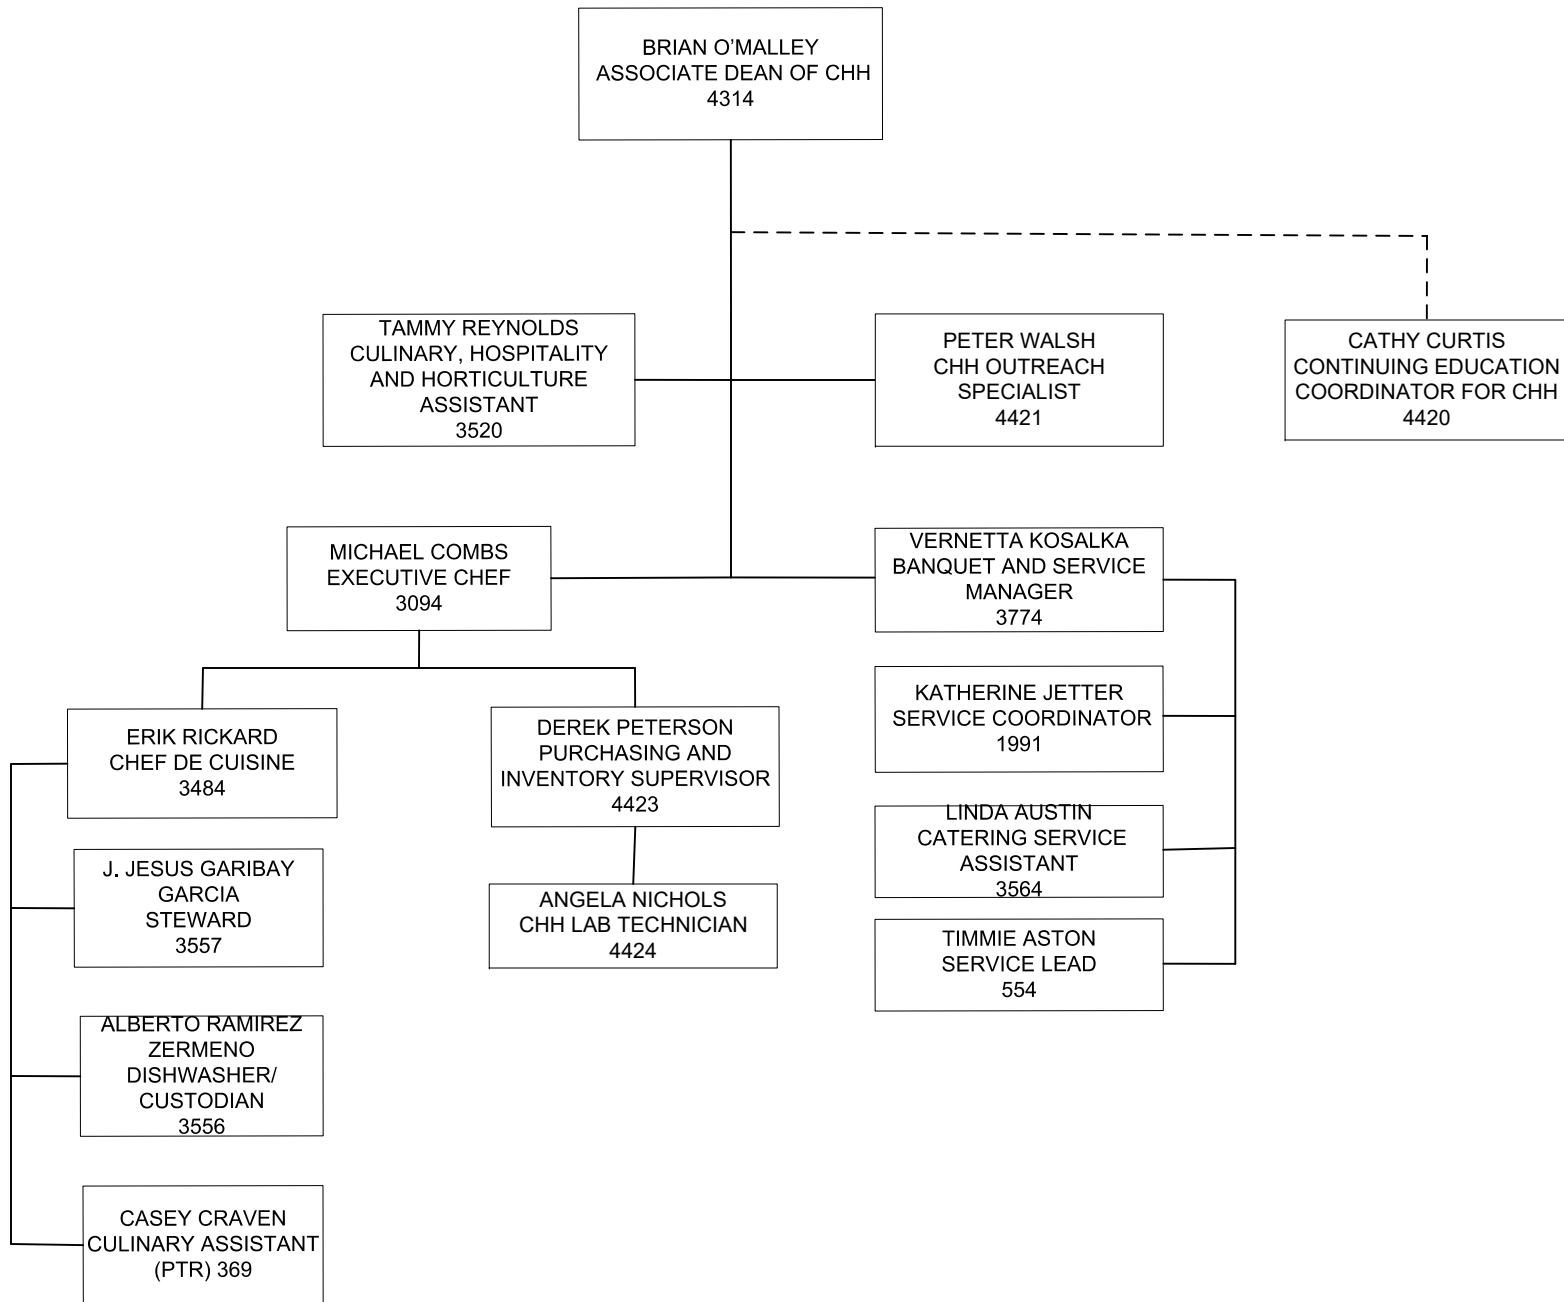 BRIAN O’MALLEY
ASSOCIATE DEAN OF CHH
4314
TAMMY REYNOLDS
CULINARY, HOSPITALITY
AND HORTICULTURE
ASSISTANT
3520
PETER WALSH
CHH OUTREACH
SPECIALIST
4421
CATHY CURTIS
CONTINUING EDUCATION
COORDINATOR FOR CHH
4420
MICHAEL COMBS
EXECUTIVE CHEF
3094
VERNETTA KOSALKA
BANQUET AND SERVICE
MANAGER
3774
ERIK RICKARD
CHEF DE CUISINE
3484
DEREK PETERSON
PURCHASING AND
INVENTORY SUPERVISOR
4423
KATHERINE JETTER
SERVICE COORDINATOR
1991
J. JESUS GARIBAY
GARCIA
STEWARD
3557
ANGELA NICHOLS
CHH LAB TECHNICIAN
4424
LINDA AUSTIN
CATERING SERVICE
ASSISTANT
3564
TIMMIE ASTON
SERVICE LEAD
554
ALBERTO RAMIREZ
ZERMENO
DISHWASHER/
CUSTODIAN
3556
CASEY CRAVEN
CULINARY ASSISTANT
(PTR) 369